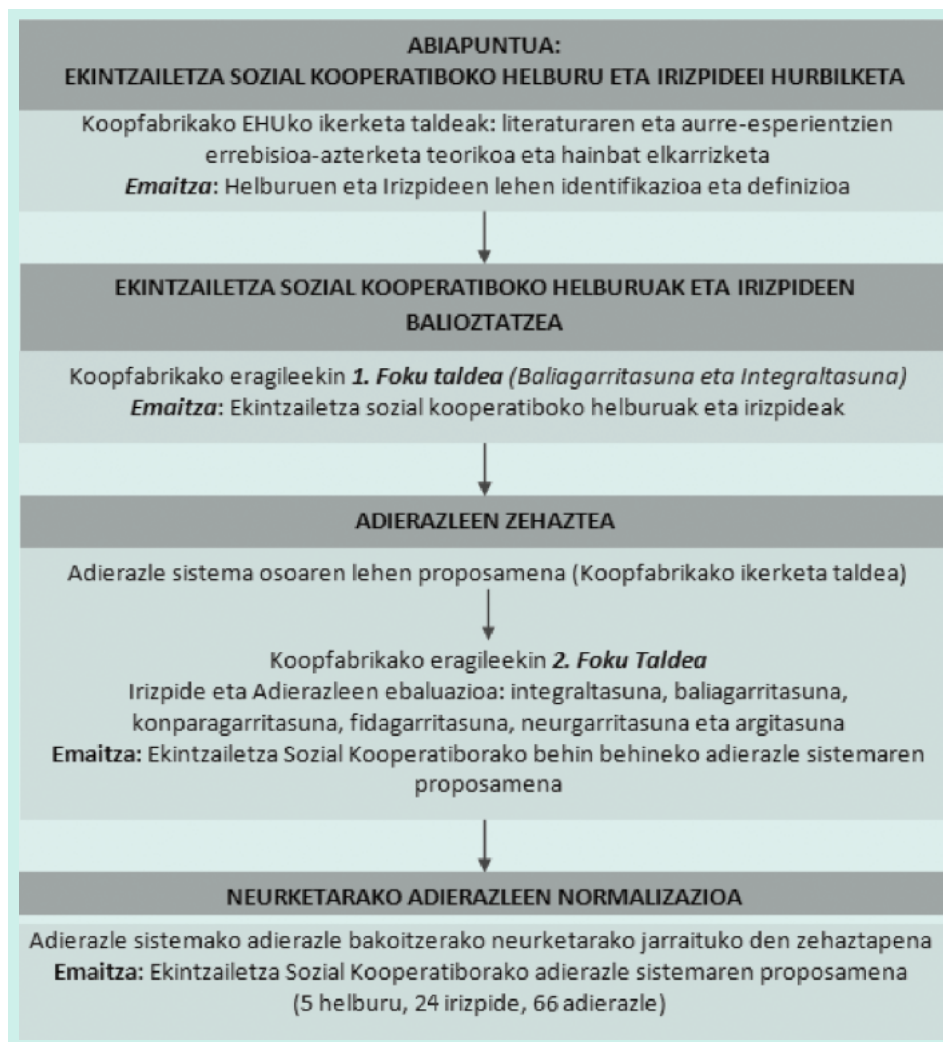 ABIAPUNTUA:
EKINTZAILETZA SOZIAL KOOPERATIBOKO HELBURU ETA IRIZPIDEEI HURBILKETA
Koopfabrikako EHUko ikerketa taldeak: literaturaren eta aurre-esperientzien
errebisioa-azterketa teorikoa eta hainbat elkarrizketa
Emaitza: Helburuen eta Irizpideen lehen identifikazioa eta definizioa
EKINTZAILETZA SOZIAL KOOPERATIBOKO HELBURUAK ETA IRIZPIDEEN
BALIOZTATZEA
Koopfabrikako eragileekin 1. Foku taldea (Baliagarritasuna eta Integraltasuna)
Emaitza: Ekintzailetza sozial kooperatiboko helburuak eta irizpideak
ADIERAZLEEN ZEHAZTEA
Adierazle sistema osoaren lehen proposamena (Koopfabrikako ikerketa taldea)
Koopfabrikako eragileekin 2. Foku Taldea
Irizpide eta Adierazleen ebaluazioa: integraltasuna, baliagarritasuna,
konparagarritasuna, fidagarritasuna, neurgarritasuna eta argitasuna
Emaitza: Ekintzailetza Sozial Kooperatiborako behin behineko adierazle sistemaren
proposamena
NEURKETARAKO ADIERAZLEEN NORMALIZAZIOA
Adierazle sistemako adierazle bakoitzerako neurketarako jarraituko den zehaztapena
Emaitza: Ekintzailetza Sozial Kooperatiborako adierazle sistemaren proposamena
(5 helburu, 24 irizpide, 66 adierazle)